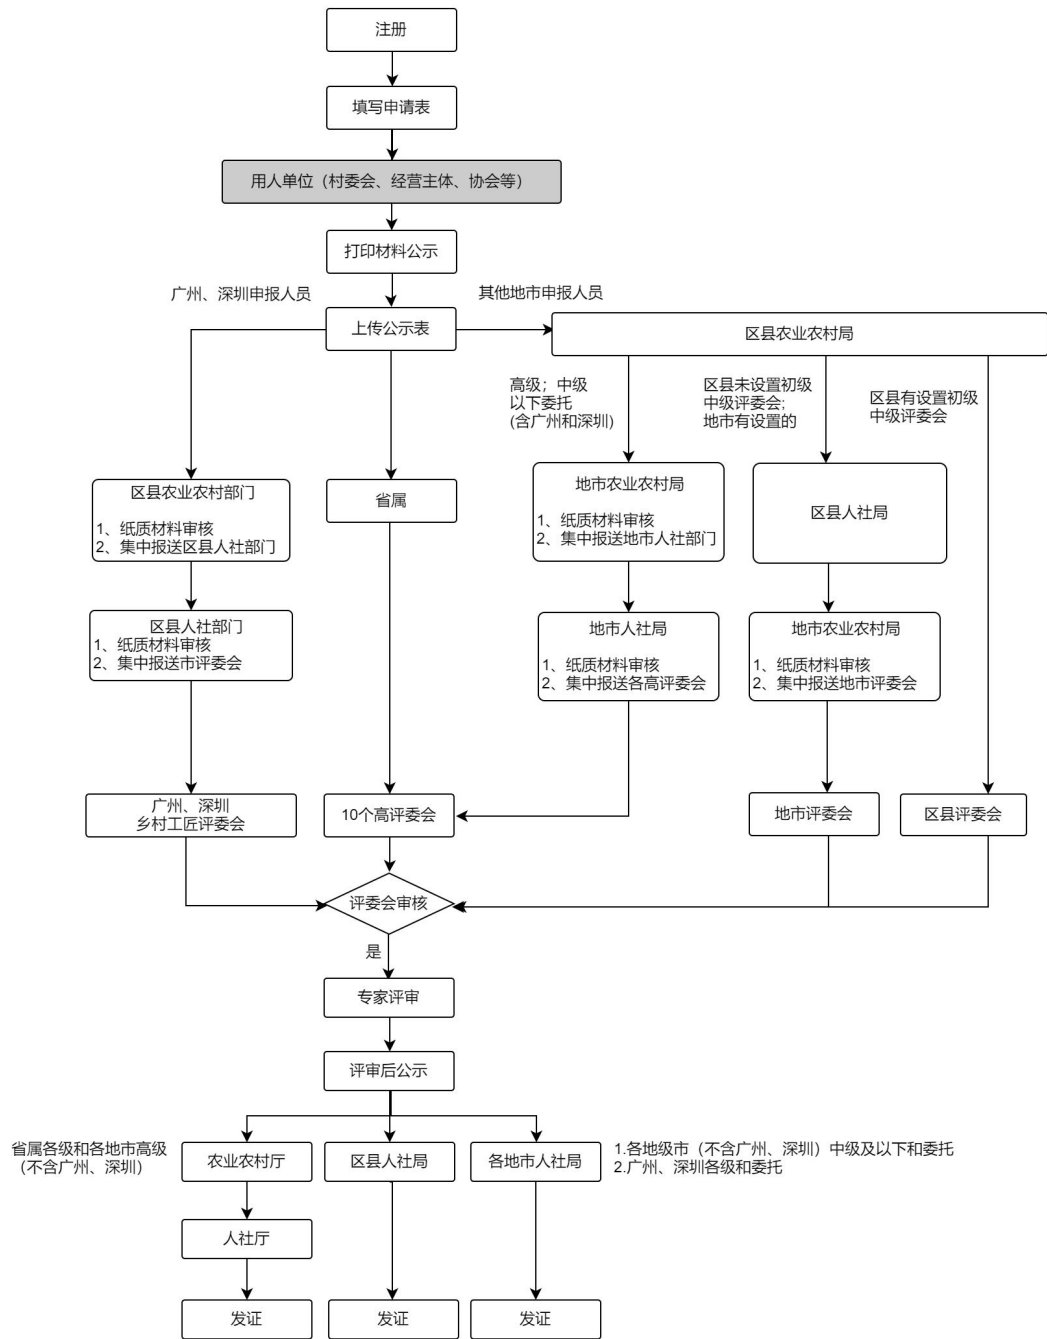 注册
填写申请表
用人单位（村委会、经营主体、协会等）
打印材料公示
广州、深圳申报人员
其他地市申报人员
上传公示表
区县农业农村局
高级；中级
以下委托
(含广州和深圳)
区县未设置初级
中级评委会;
地市有设置的
区县有设置初级
中级评委会
区县农业农村部门
1、纸质材料审核
2、集中报送区县人社部门
省属
地市农业农村局
1、纸质材料审核
2、集中报送地市人社部门
区县人社局
区县人社部门
1、纸质材料审核
2、集中报送市评委会
地市人社局
1、纸质材料审核
2、集中报送各高评委会
地市农业农村局
1、纸质材料审核
2、集中报送地市评委会
广州、深圳
乡村工匠评委会
10个高评委会
地市评委会
区县评委会
评委会审核
是
专家评审
评审后公示
省属各级和各地市高级
（不含广州、深圳）
农业农村厅
区县人社局
各地市人社局
1.各地级市（不含广州、深圳）中级及以下和委托
2.广州、深圳各级和委托
人社厅
发证
发证
发证